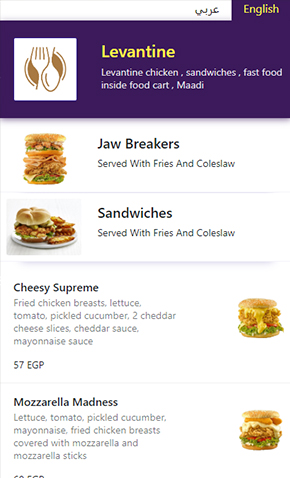 عربي
English
Levantine
Levantine chicken , sandwiches , fast food
inside food cart , Maadi
Jaw Breakers
Served With Fries And Coleslaw
Sandwiches
Served With Fries And Coleslaw
Cheesy Supreme
Fried chicken breasts, lettuce,
tomato, pickled cucumber, 2 cheddar
cheese slices, cheddar sauce,
mayonnaise sauce
57 EGP
Mozzarella Madness
Lettuce, tomato, pickled cucumber,
mayonnaise, fried chicken breasts
covered with mozzarella and
mozzarella sticks